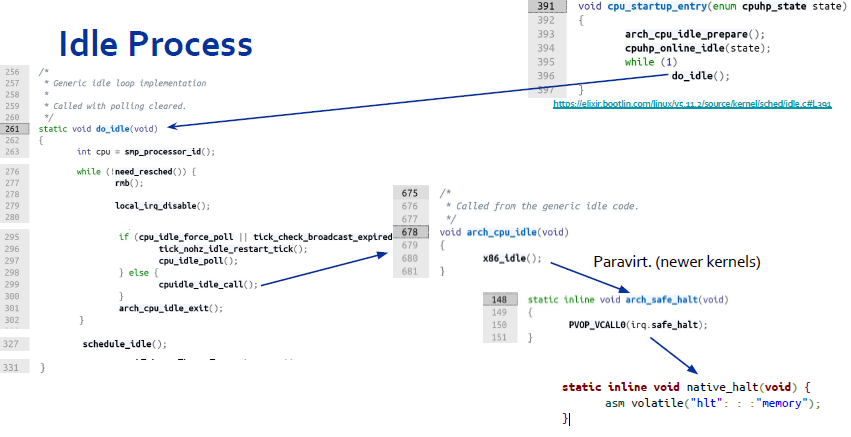 Idle Process
391 void cpu_startup_entry(enum cpuhp_state state)
392 {
393 arch_cpu_idle_prepare();
394 cpuhp_online_idle(state);
395 while (1)
396 do_idle();
397 }
https://elixir.bootlin.com/linux/v5.11.2/source/kernel/sched/idle.c#L391
256 /*
257 * Generic idle loop implementation
258 *
259 * Called with polling cleared.
260 */
261 static void do_idle(void)
262 {
263 int cpu = smp_processor_id();
276 while (!need_resched()) {
277 rmb();
278
279 local_irq_disable();
280
295 if (cpu_idle_force_poll || tick_check_broadcast_expired
296 tick_nohz_idle_restart_tick();
297 cpu_idle_poll();
298 } else {
299 cpuidle_idle_call();
300 }
301 arch_cpu_idle_exit();
302 }
327 schedule_idle();
331 }
675 /*
676 * Called from the generic idle code.
677 */
678 void arch_cpu_idle(void)
679 {
680 x86_idle();
681 }
Paravirt. (newer kernels)
148 static inline void arch_safe_halt(void)
149 {
150 PVOP_VCALL0(irq.safe_halt);
151 }
static inline void native_halt(void) {
asm volatile("hlt": : :"memory");
}